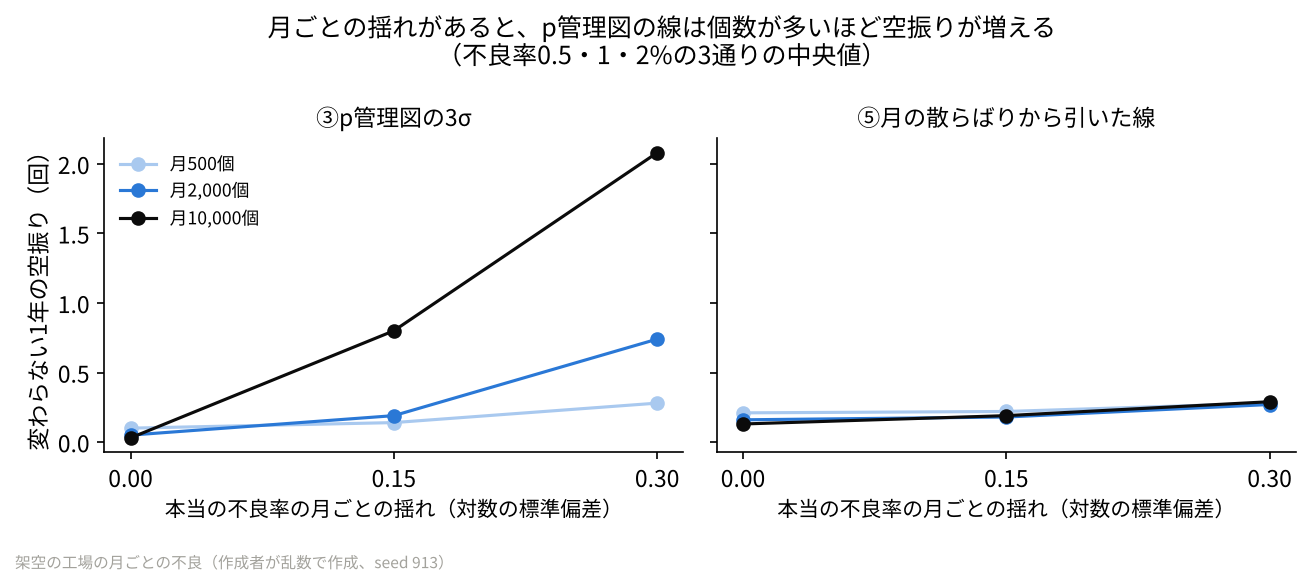 月ごとの揺れがあると、p管理図の線は個数が多いほど空振りが増える
（不良率0.5・1・2%の3通りの中央値）
③p管理図の3σ
⑤月の散らばりから引いた線
変わらない1年の空振り（回）
2.0
1.5
1.0
0.5
0.0
月500個
月2,000個
月10,000個
0.00
0.15
0.30
0.00
0.15
0.30
本当の不良率の月ごとの揺れ（対数の標準偏差）
本当の不良率の月ごとの揺れ（対数の標準偏差）
架空の工場の月ごとの不良（作成者が乱数で作成、seed 913）